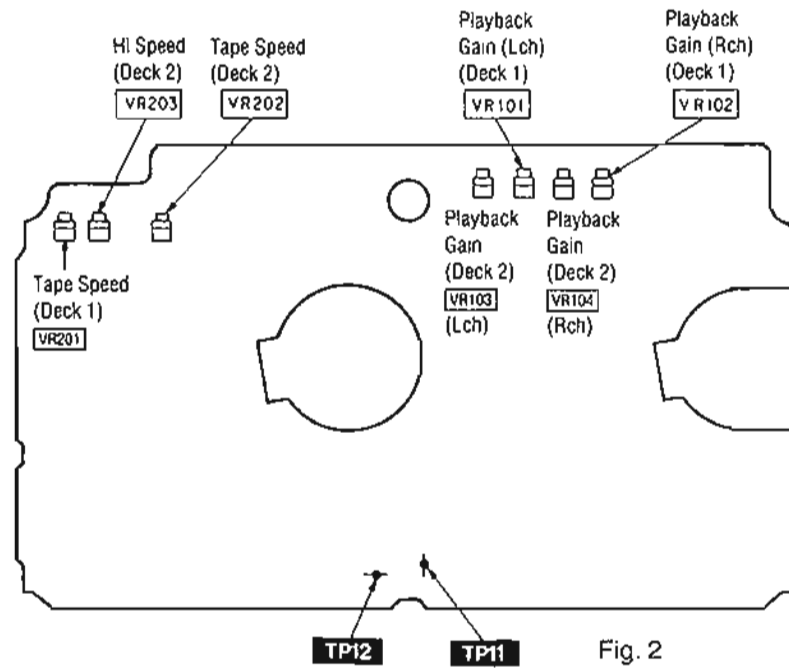 HI Speed
(Deck 2)
VR203
Tape Speed
(Deck 2)
VR202
Playback
Gain (Lch)
(Deck 1)
VR101
Playback
Gain (Rch)
(Deck 1)
VR102
Tape Speed
(Deck 1)
VR201
Playback
Gain
(Deck 2)
VR103
(Lch)
Playback
Gain
(Deck 2)
VR104
(Rch)
TP12
TP11
Fig. 2